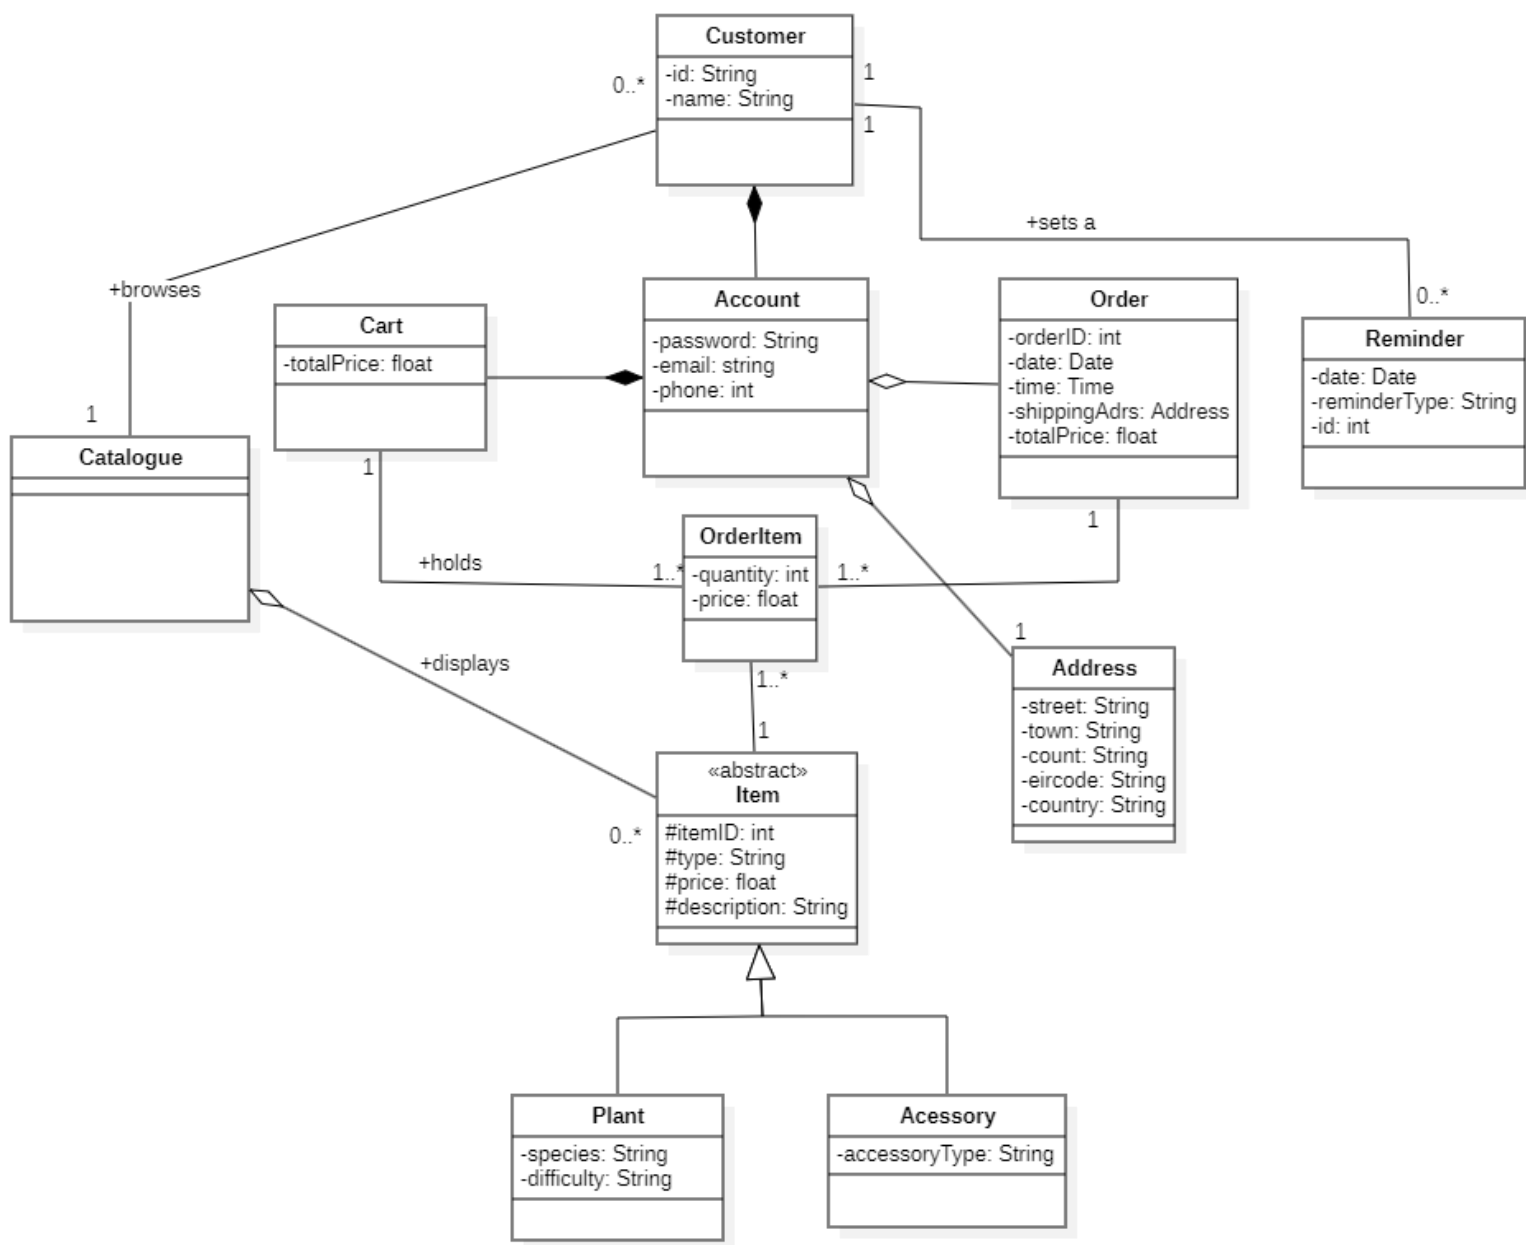 Customer
-id: String
-name: String
0..*
1
1
+sets a
0..*
+browses
1
Cart
-totalPrice: float
1
Account
-password: String
-email: string
-phone: int
Order
-orderID: int
-date: Date
-time: Time
-shippingAdrs: Address
-totalPrice: float
1
Reminder
-date: Date
-reminderType: String
-id: int
Catalogue
+holds
1..*
OrderItem
-quantity: int
-price: float
1..*
1..*
1
+displays
0..*
1
Address
-street: String
-town: String
-count: String
-eircode: String
-country: String
«abstract»
Item
#itemID: int
#type: String
#price: float
#description: String
Plant
-species: String
-difficulty: String
Acessory
-accessoryType: String